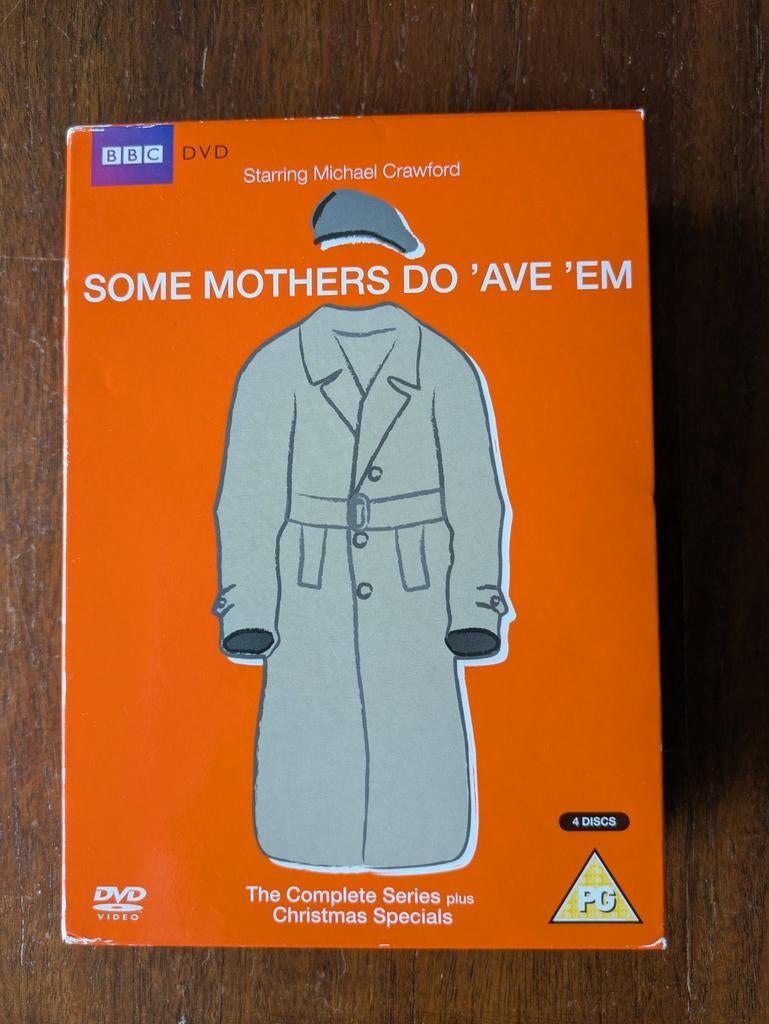 BBC DVD
Starring Michael Crawford
SOME MOTHERS DO 'AVE 'EM
4 DISCS
DVD
VIDEO
The Complete Series plus
Christmas Specials
PG